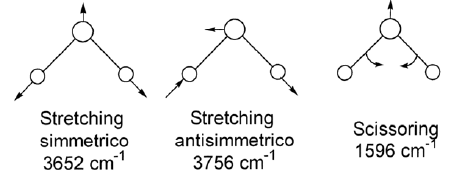 Stretching
simmetrico
3652 cm⁻¹
Stretching
antisimmetrico
3756 cm⁻¹
Scissoring
1596 cm⁻¹